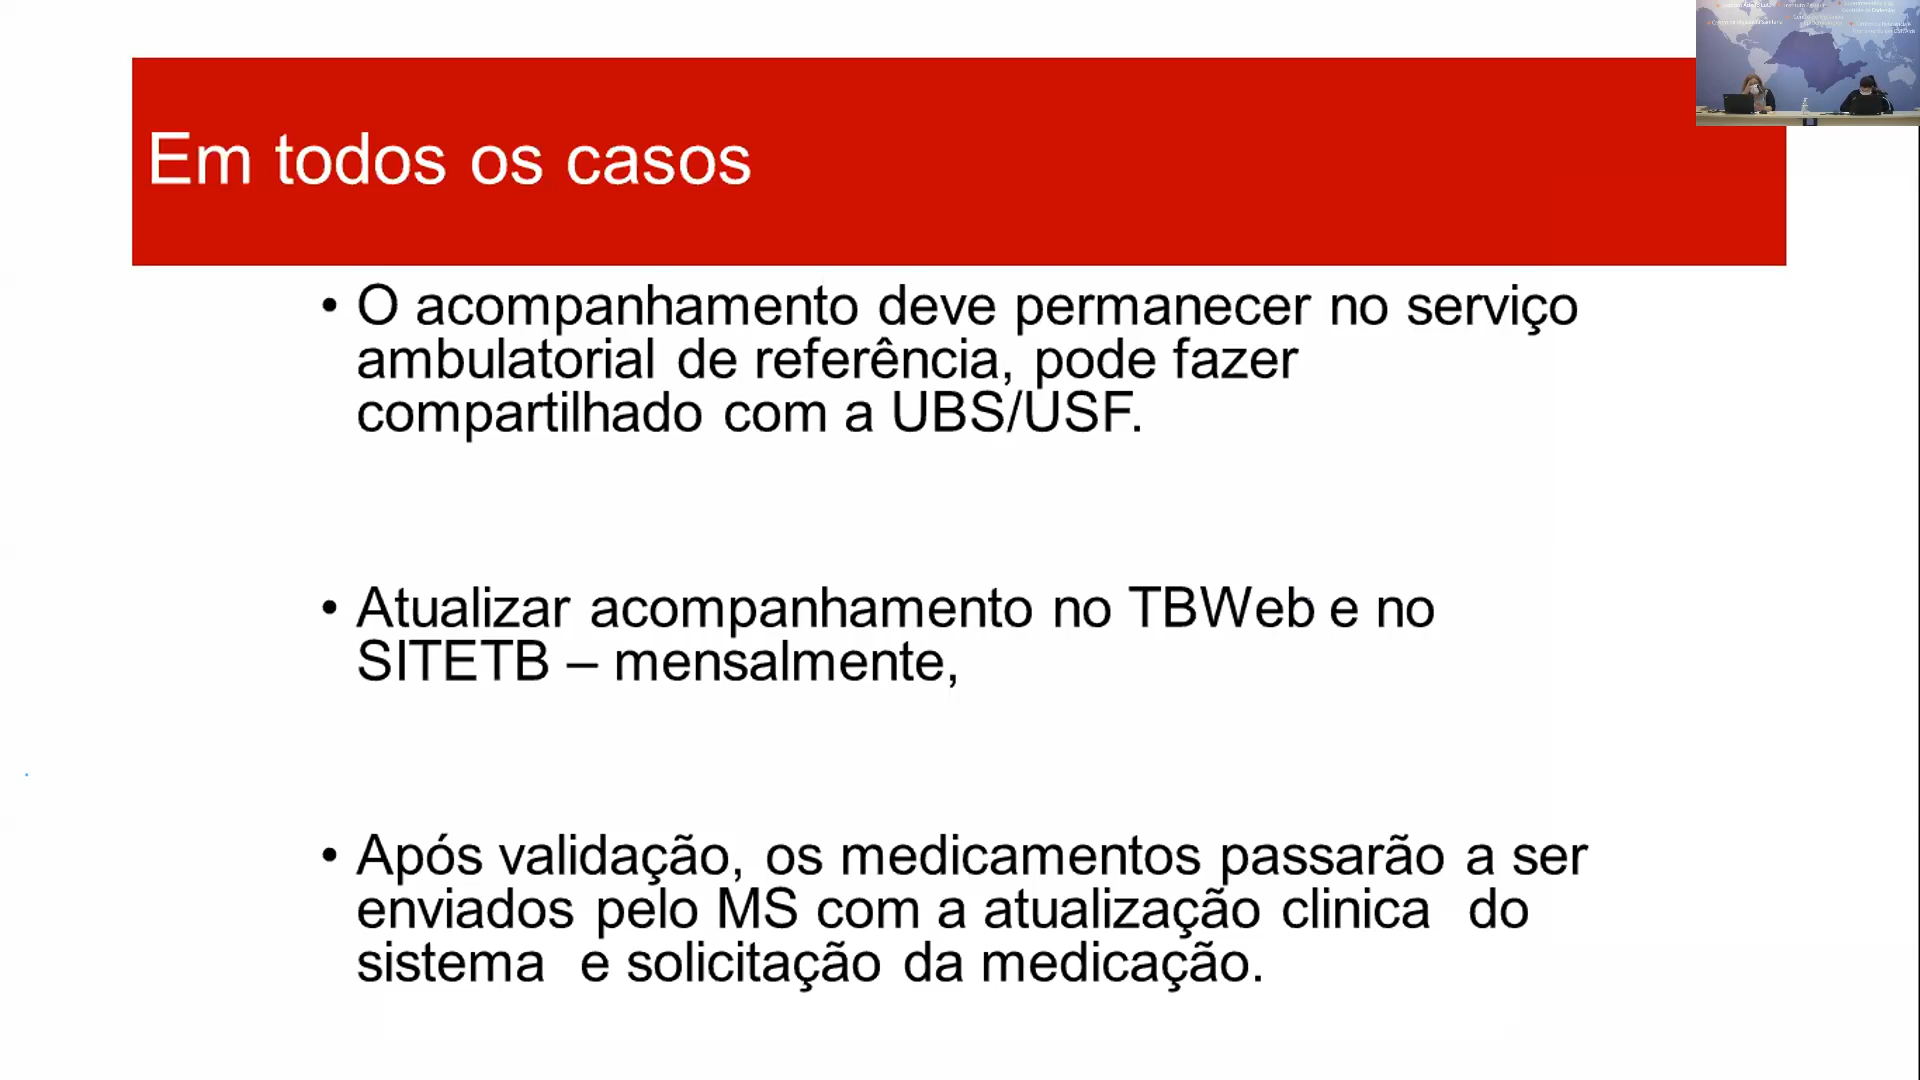 Em todos os casos
• O acompanhamento deve permanecer no serviço
ambulatorial de referência, pode fazer
compartilhado com a UBS/USF.
• Atualizar acompanhamento no TBWeb e no
SITETB – mensalmente,
• Após validação, os medicamentos passarão a ser
enviados pelo MS com a atualização clinica do
sistema e solicitação da medicação.